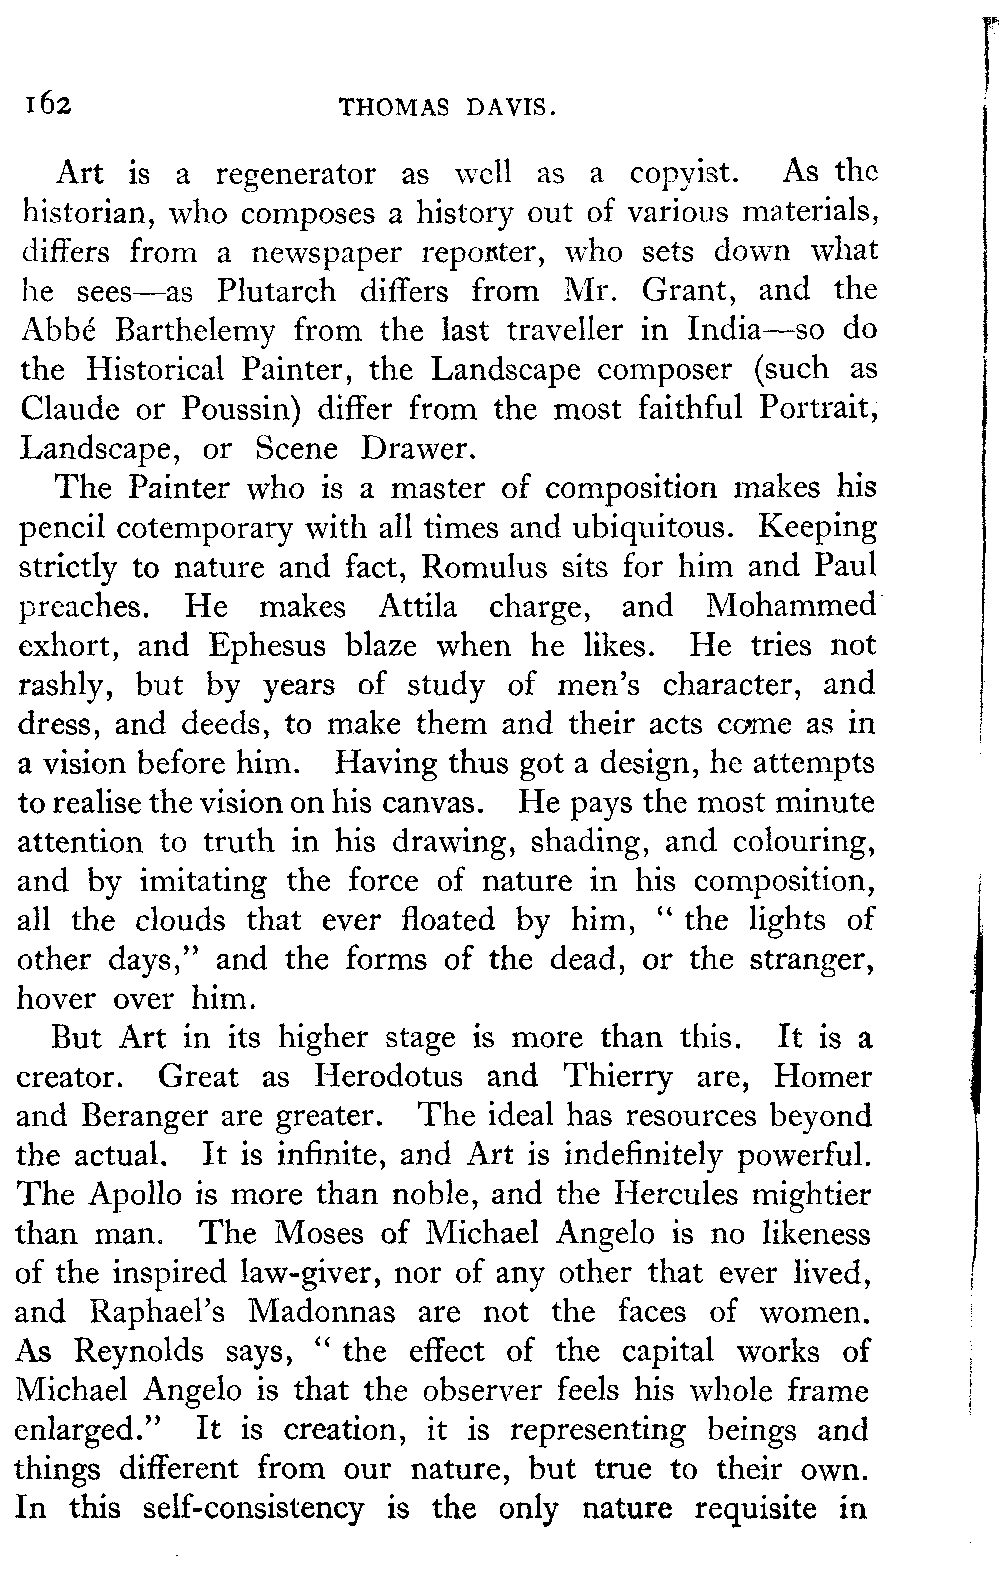 162 THOMAS DAVIS.
Art is a regenerator as well as a copyist. As the
historian, who composes a history out of various materials,
differs from a newspaper reporter, who sets down what
he sees—as Plutarch differs from Mr. Grant, and the
Abbé Barthelemy from the last traveller in India—so do
the Historical Painter, the Landscape composer (such as
Claude or Poussin) differ from the most faithful Portrait,
Landscape, or Scene Drawer.
The Painter who is a master of composition makes his
pencil cotemporary with all times and ubiquitous. Keeping
strictly to nature and fact, Romulus sits for him and Paul
preaches. He makes Attila charge, and Mohammed
exhort, and Ephesus blaze when he likes. He tries not
rashly, but by years of study of men's character, and
dress, and deeds, to make them and their acts come as in
a vision before him. Having thus got a design, he attempts
to realise the vision on his canvas. He pays the most minute
attention to truth in his drawing, shading, and colouring,
and by imitating the force of nature in his composition,
all the clouds that ever floated by him, " the lights of
other days," and the forms of the dead, or the stranger,
hover over him.
But Art in its higher stage is more than this. It is a
creator. Great as Herodotus and Thierry are, Homer
and Beranger are greater. The ideal has resources beyond
the actual. It is infinite, and Art is indefinitely powerful.
The Apollo is more than noble, and the Hercules mightier
than man. The Moses of Michael Angelo is no likeness
of the inspired law-giver, nor of any other that ever lived,
and Raphael's Madonnas are not the faces of women.
As Reynolds says, " the effect of the capital works of
Michael Angelo is that the observer feels his whole frame
enlarged." It is creation, it is representing beings and
things different from our nature, but true to their own.
In this self-consistency is the only nature requisite in